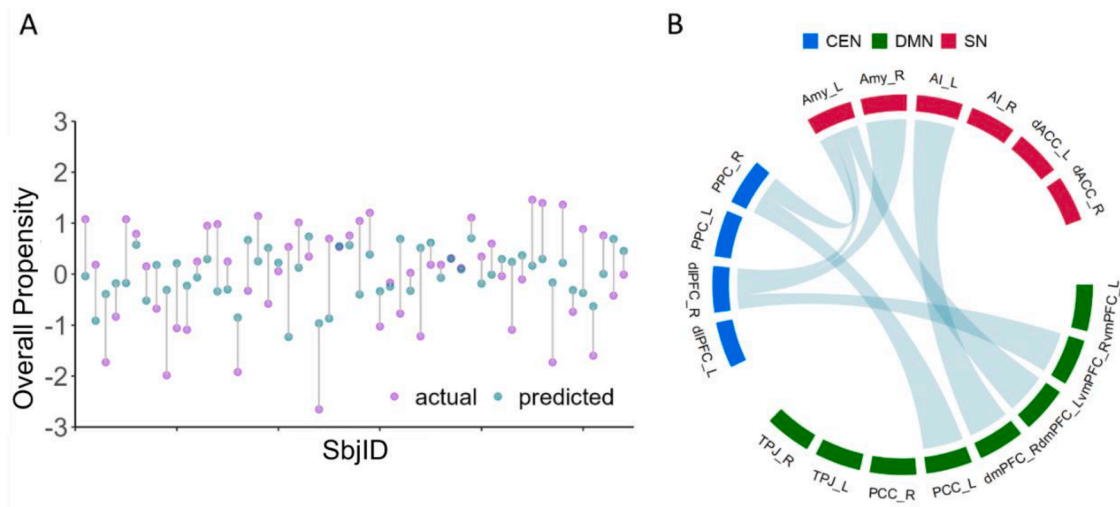 A
3
2
1
0
-1
-2
-3
Overall Propensity
actual
predicted
SbjID
B
CEN
DMN
SN
Amy_L
Amy_R
AI_L
AI_R
dACC_L
dACC_R
PPC_R
PPC_L
dlPFC_R
dlPFC_L
vmPFC_L
vmPFC_R
dmPFC_L
dmPFC_R
PCC_L
PCC_R
TPJ_L
TPJ_R